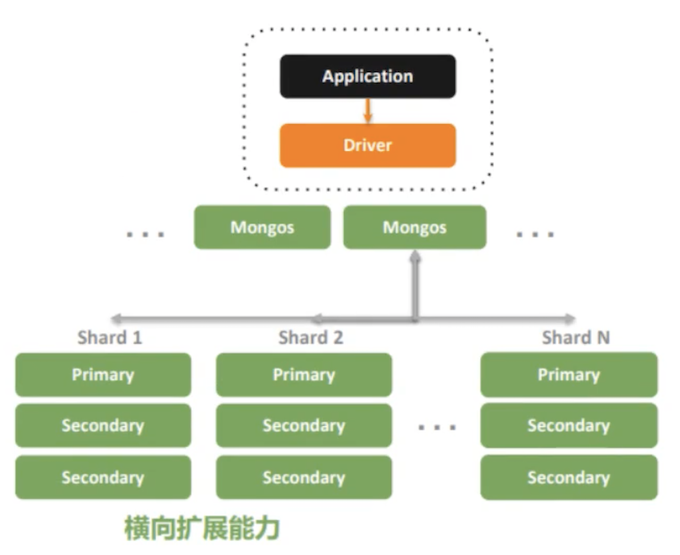 Application
Driver
... Mongos Mongos ...
Shard 1 Shard 2 Shard N
Primary Primary Primary
Secondary Secondary ... Secondary
Secondary Secondary Secondary
横向扩展能力